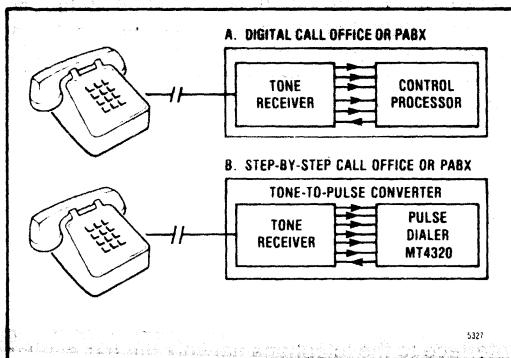 A. DIGITAL CALL OFFICE OR PABX
TONE
RECEIVER
CONTROL
PROCESSOR
B. STEP-BY-STEP CALL OFFICE OR PABX
TONE-TO-PULSE CONVERTER
TONE
RECEIVER
PULSE
DIALER
MT4320
5327